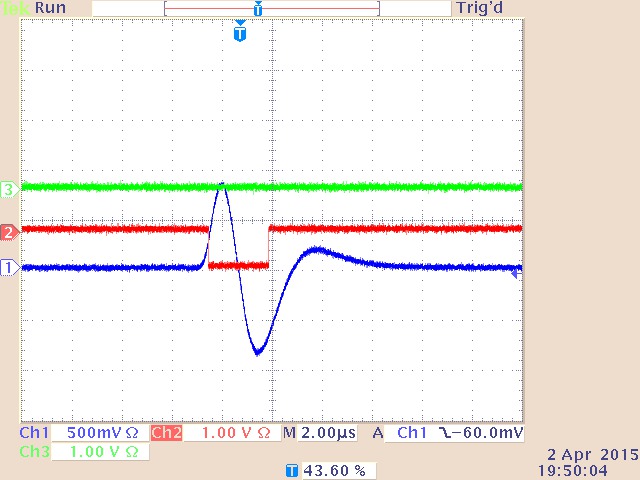 Tek Run Trig'd
T
T
3
2
1
Ch1 500mV Ω Ch2 1.00 V Ω M 2.00µs A Ch1 -60.0mV
Ch3 1.00 V Ω
T 43.60 %
2 Apr 2015
19:50:04